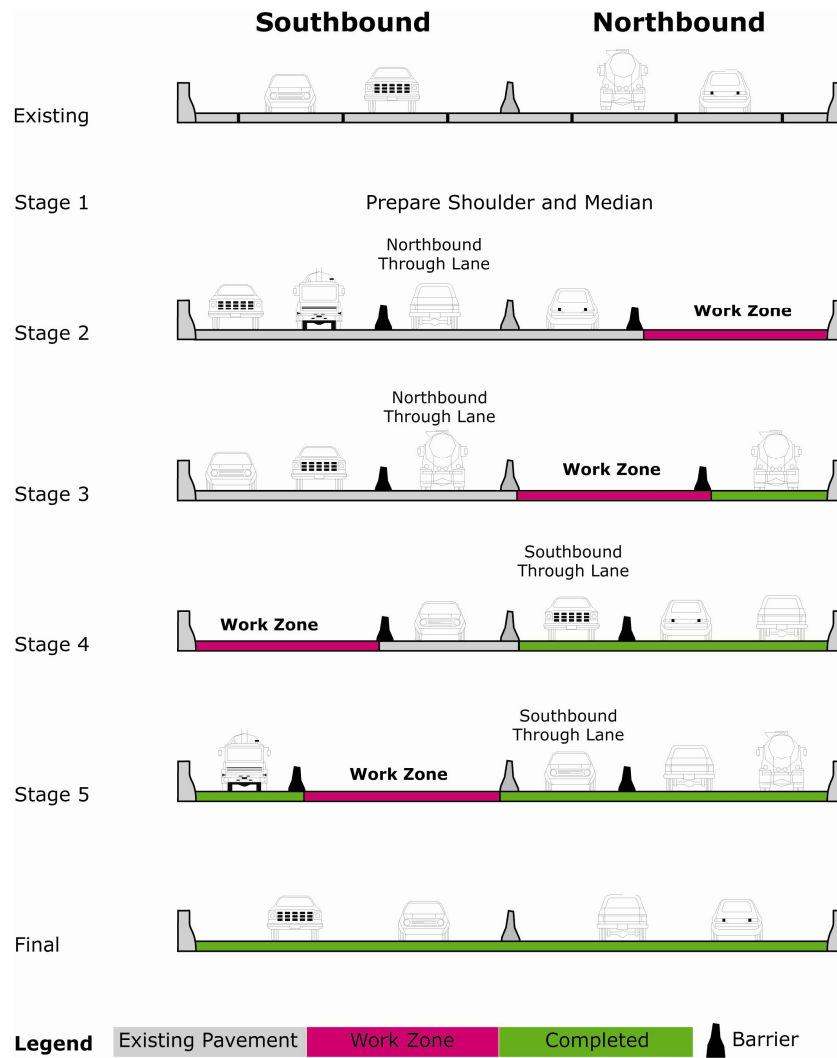 Southbound Northbound
Existing
Stage 1 Prepare Shoulder and Median
Northbound
Through Lane
Work Zone
Stage 2
Northbound
Through Lane
Work Zone
Stage 3
Southbound
Through Lane
Work Zone
Stage 4
Southbound
Through Lane
Work Zone
Stage 5
Final
Legend Existing Pavement Work Zone Completed Barrier